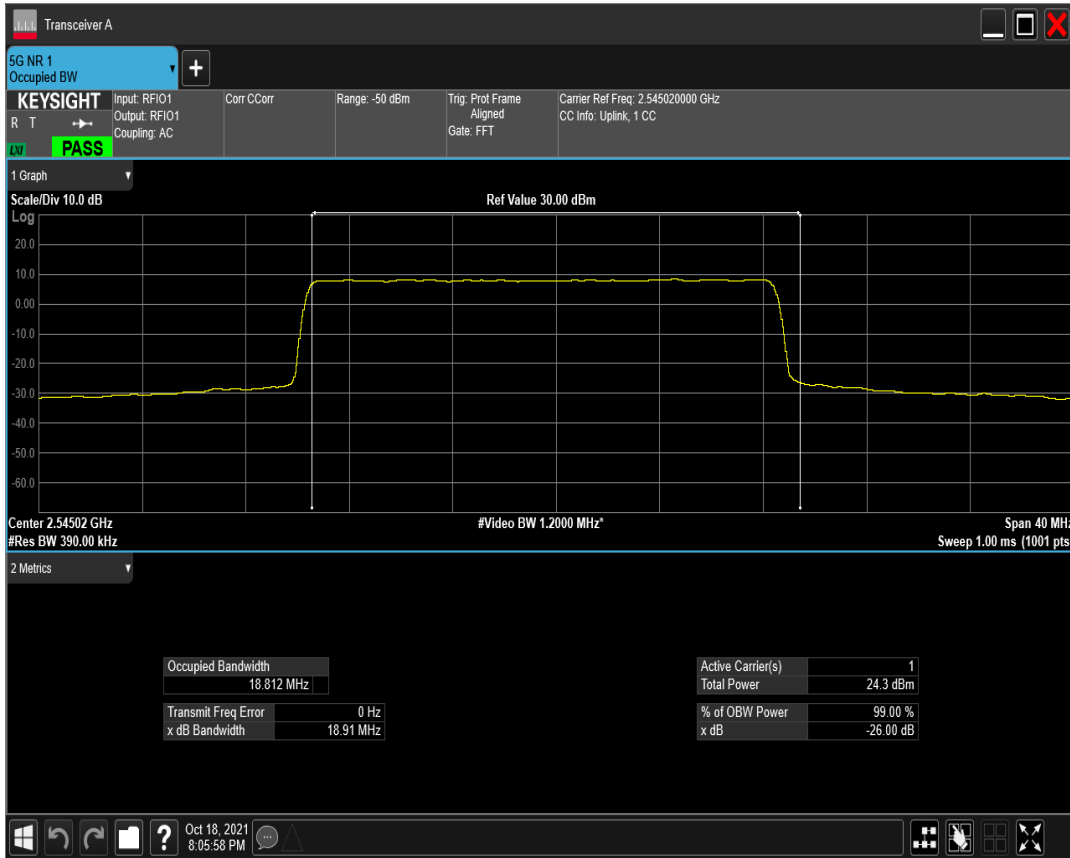 Transceiver A
5G NR 1
Occupied BW
KEYSIGHT
R T
LXI
PASS
Input: RFIO1
Output: RFIO1
Coupling: AC
Corr CCorr
Range: -50 dBm
Trig: Prot Frame
Aligned
Gate: FFT
Carrier Ref Freq: 2.545020000 GHz
CC Info: Uplink, 1 CC
1 Graph
Scale/Div 10.0 dB
Ref Value 30.00 dBm
Log
20.0
10.0
0.00
-10.0
-20.0
-30.0
-40.0
-50.0
-60.0
Center 2.54502 GHz
#Video BW 1.2000 MHz*
Span 40 MHz
#Res BW 390.00 kHz
Sweep 1.00 ms (1001 pts
2 Metrics
Occupied Bandwidth
18.812 MHz
Transmit Freq Error 0 Hz
x dB Bandwidth 18.91 MHz
Active Carrier(s) 1
Total Power 24.3 dBm
% of OBW Power 99.00 %
x dB -26.00 dB
?
Oct 18, 2021
8:05:58 PM